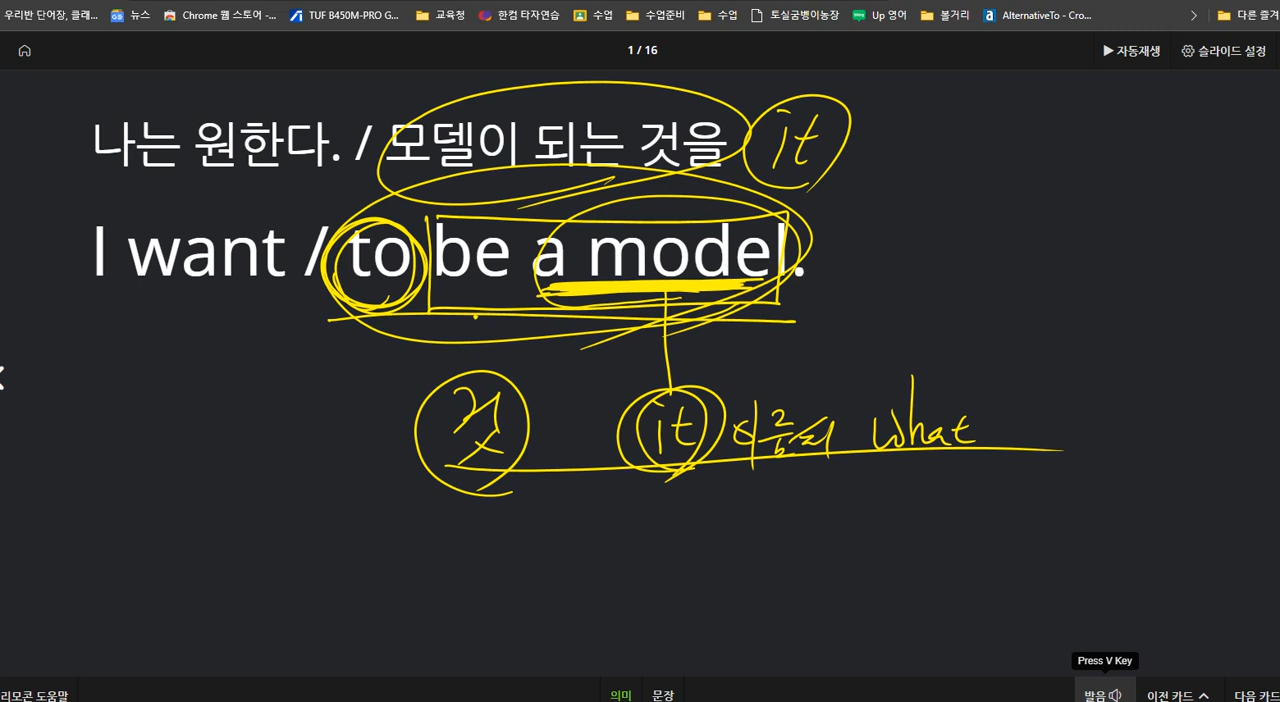 우리반 단어장, 클래... 뉴스 Chrome 웹 스토어 -... TUF B450M-PRO G... 교육청 한컴 타자연습 수업 수업준비 수업 토실굼벵이농장 Up 영어 볼거리 AlternativeTo - Cro... 다른 즐겨
1 / 16 자동재생 슬라이드 설정
나는 원한다. / 모델이 되는 것을 it
I want / to be a model.
it what
Press V Key
리모콘 도움말 의미 문장 발음 이전 카드 다음 카드